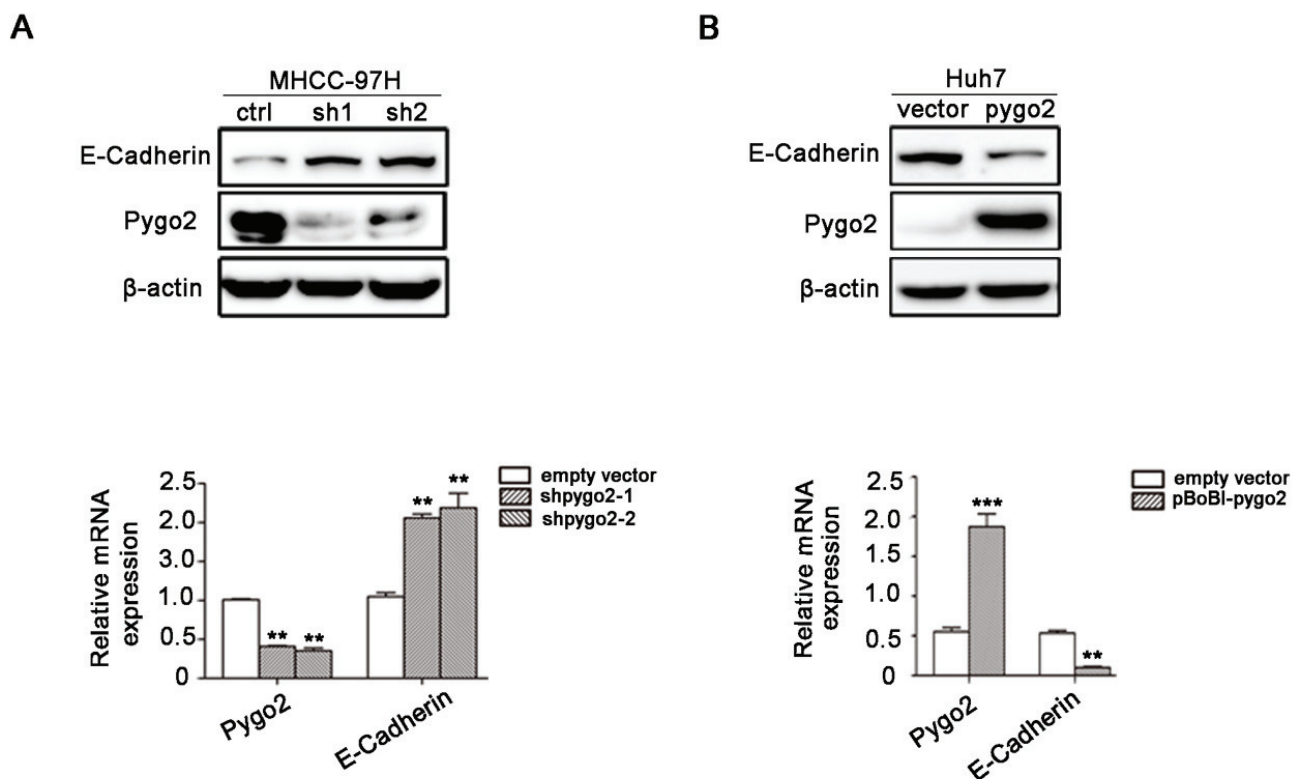 A
B
MHCC-97H
ctrl sh1 sh2
E-Cadherin
Pygo2
β-actin
Huh7
vector pygo2
E-Cadherin
Pygo2
β-actin
Relative mRNA
expression
2.5
2.0
3.0
1.0
0.5
0
** ** ** **
Pygo2
E-Cadherin
empty vector
shpygo2-1
shpygo2-2
Relative mRNA
expression
2.5
2.0
1.5
1.0
0.5
0
*** **
Pygo2
E-Cadherin
empty vector
pBoBI-pygo2